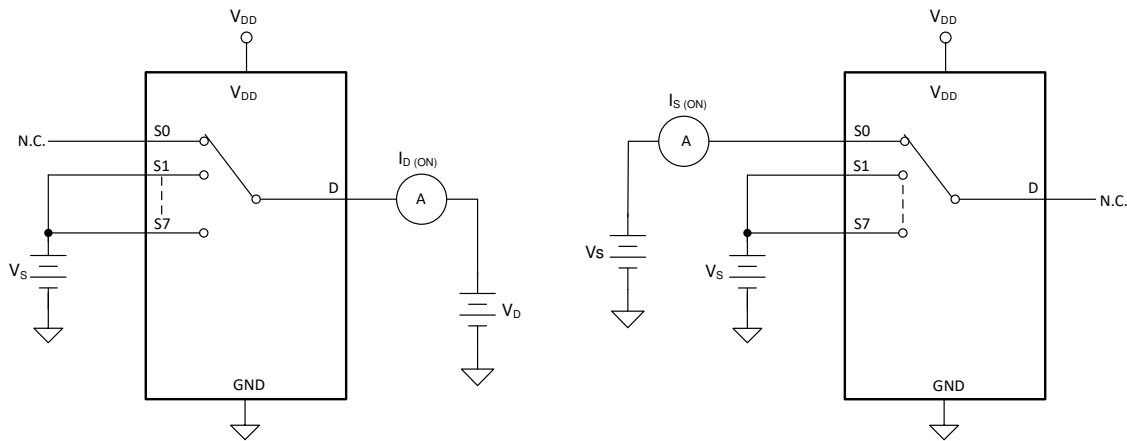 VDD
VDD
N.C.
S0
S1
S7
VS
D
ID (ON)
A
VD
GND
VDD
VDD
IS (ON)
A
S0
S1
S7
VS
VS
D
N.C.
GND